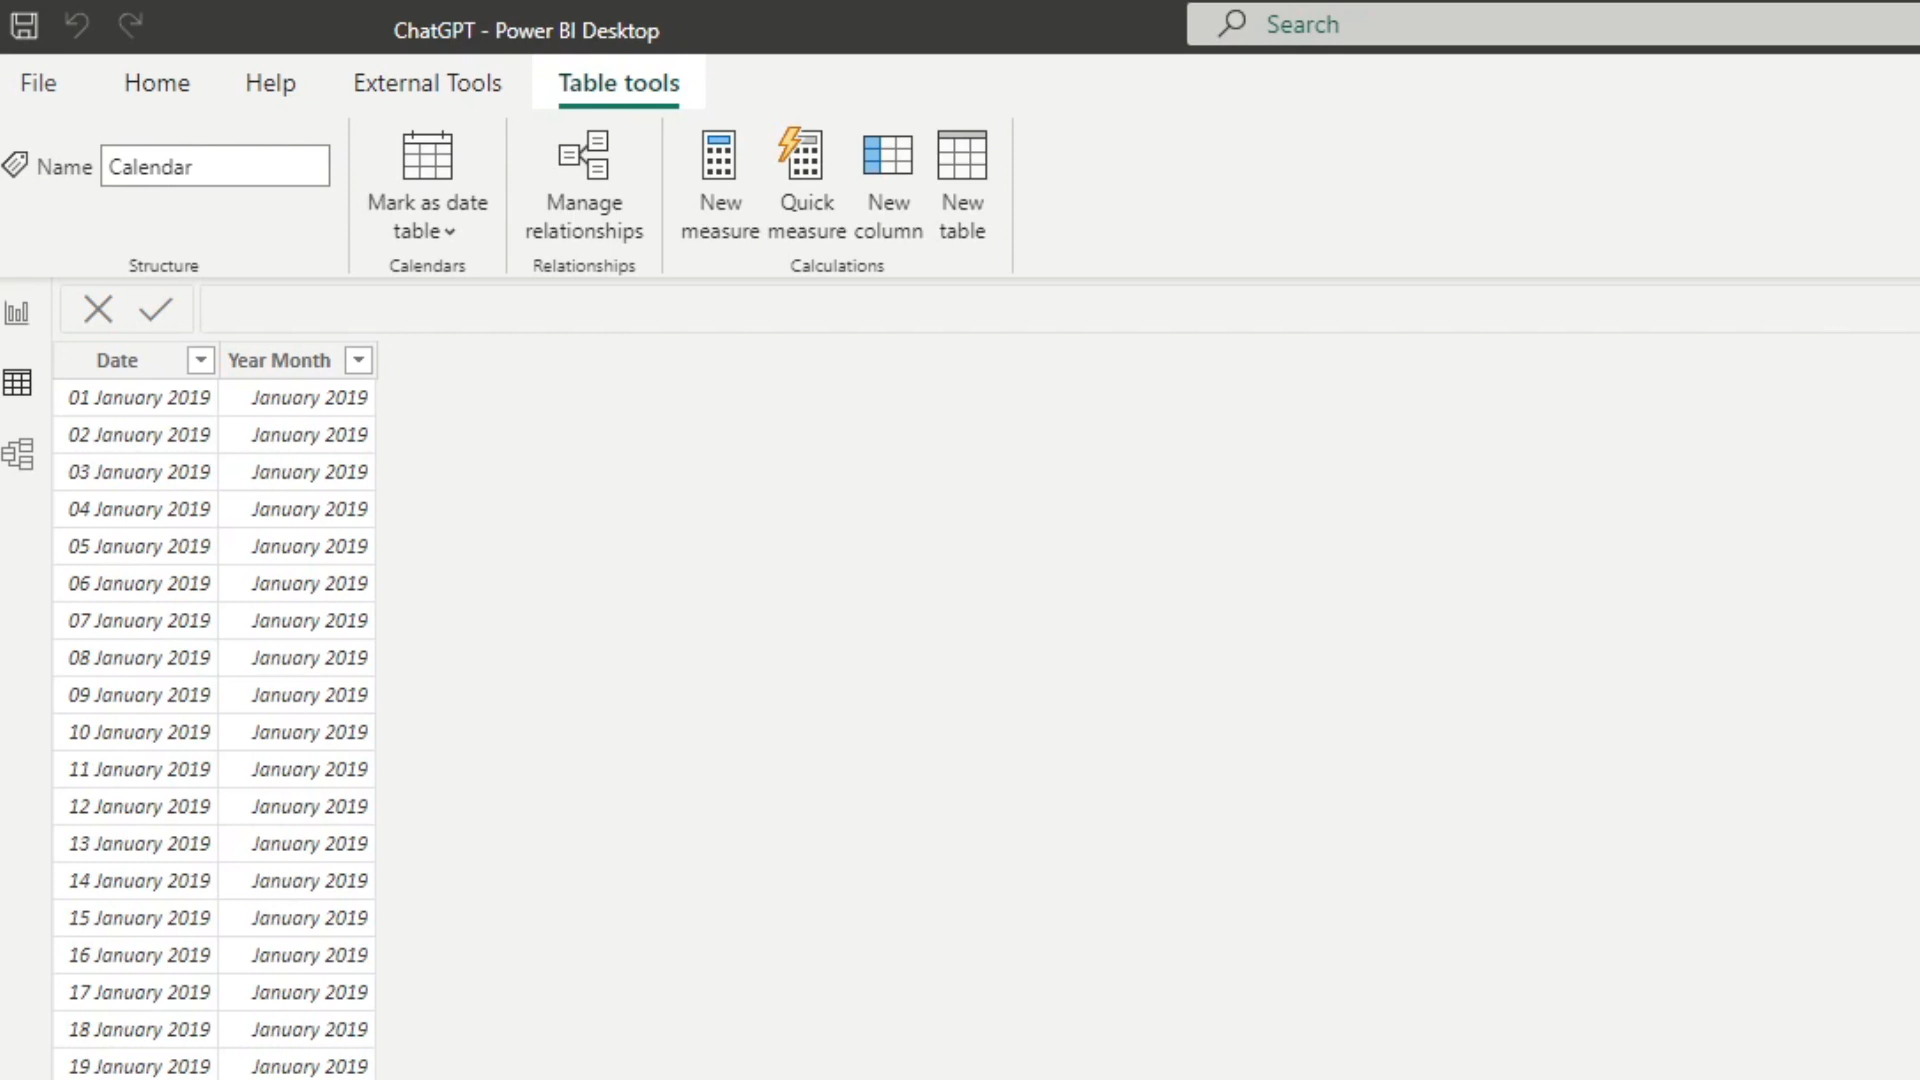 ChatGPT - Power BI Desktop
Search
File Home Help External Tools Table tools
Name Calendar
Mark as date table
Manage relationships
New measure
Quick measure
New column
New table
Structure
Calendars
Relationships
Calculations
Date Year Month
01 January 2019 January 2019
02 January 2019 January 2019
03 January 2019 January 2019
04 January 2019 January 2019
05 January 2019 January 2019
06 January 2019 January 2019
07 January 2019 January 2019
08 January 2019 January 2019
09 January 2019 January 2019
10 January 2019 January 2019
11 January 2019 January 2019
12 January 2019 January 2019
13 January 2019 January 2019
14 January 2019 January 2019
15 January 2019 January 2019
16 January 2019 January 2019
17 January 2019 January 2019
18 January 2019 January 2019
19 January 2019 January 2019